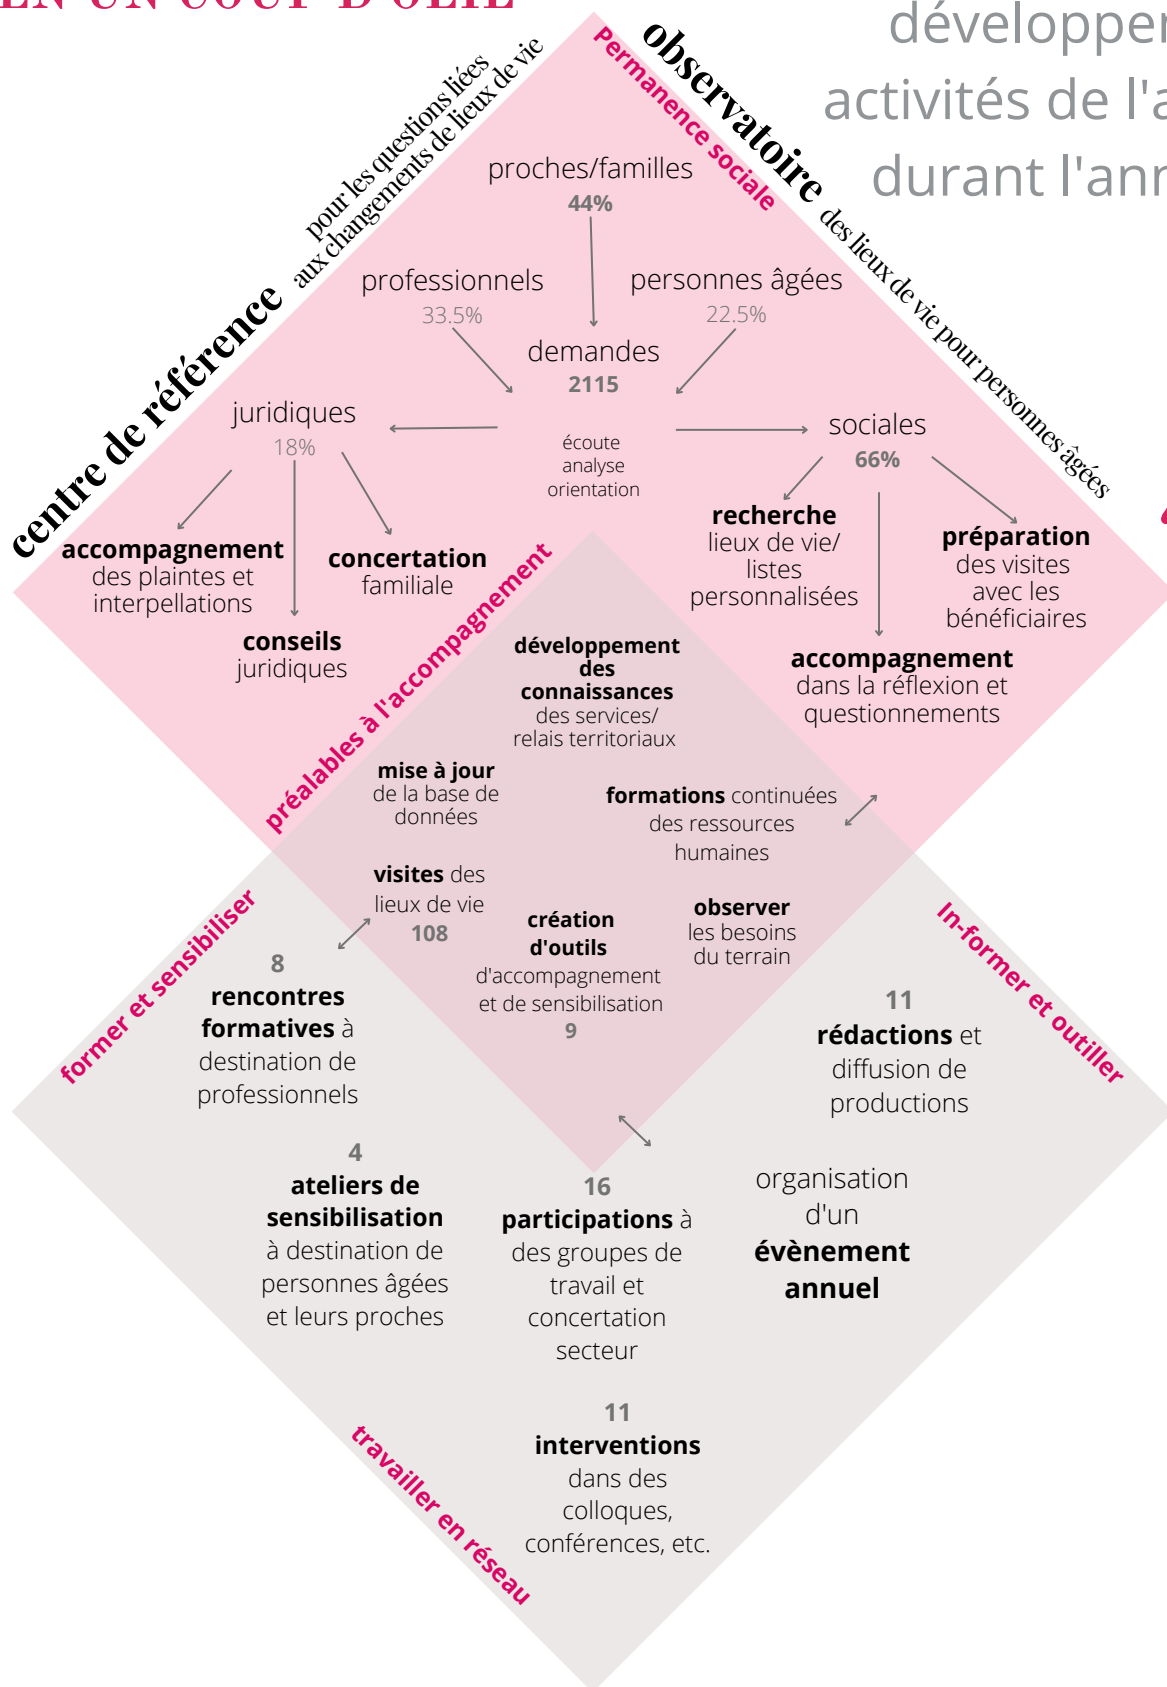 EN UN COUP D'OEIL
développer
activités de l'a
durant l'ann
centre de référence
pour les questions liées
aux changements de lieux de vie
observatoire des lieux de vie pour personnes âgées
Permanence sociale
proches/familles
44%
professionnels
33.5%
personnes âgées
22.5%
demandes
2115
écoute
analyse
orientation
juridiques
18%
sociales
66%
accompagnement
des plaintes et
interpellations
conseils
juridiques
concertation
familiale
recherche
lieux de vie/
listes
personnalisées
accompagnement
dans la réflexion et
questionnements
préparation
des visites
avec les
bénéficiaires
préalables à l'accompagnement
développement
des
connaissances
des services/
relais territoriaux
mise à jour
de la base de
données
formations continuées
des ressources
humaines
visites des
lieux de vie
108
création
d'outils
d'accompagnement
et de sensibilisation
9
observer
les besoins
du terrain
former et sensibiliser
In-former et outiller
8
rencontres
formatives à
destination de
professionnels
11
rédactions et
diffusion de
productions
4
ateliers de
sensibilisation
à destination de
personnes âgées
et leurs proches
16
participations à
des groupes de
travail et
concertation
secteur
organisation
d'un
évènement
annuel
11
interventions
dans des
colloques,
conférences, etc.
travailler en réseau